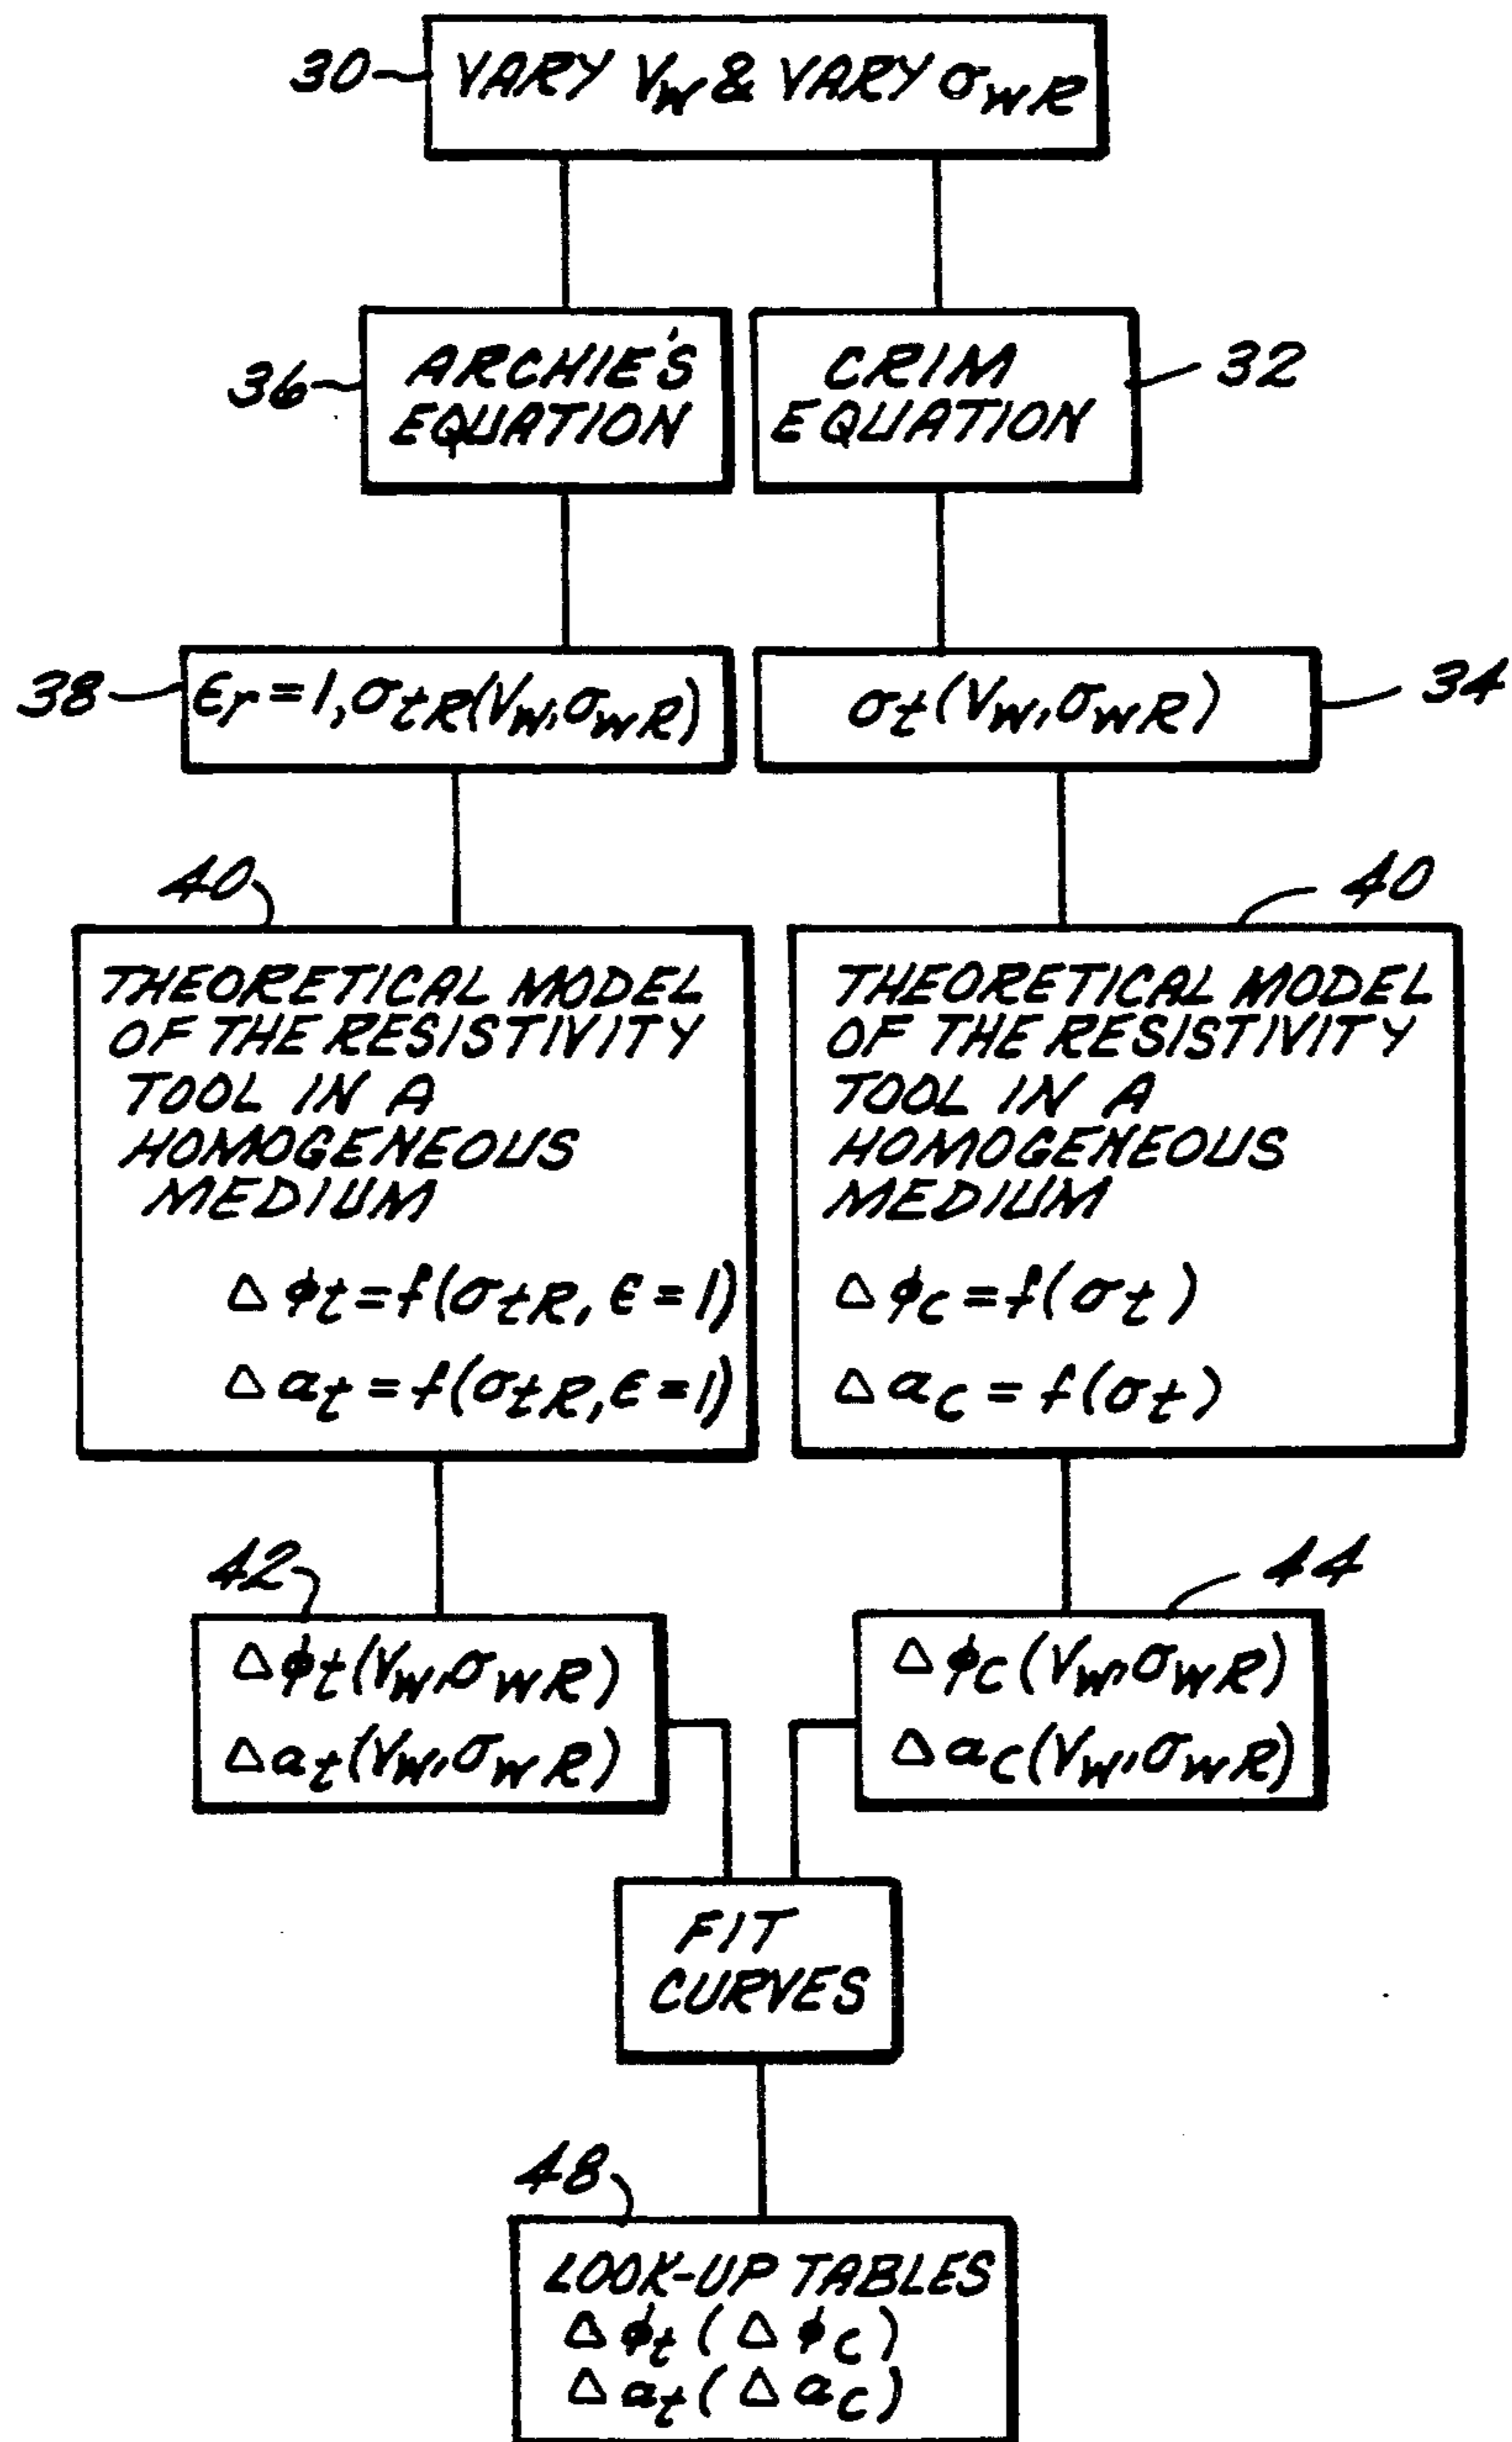 30
VARY Vw & VARY σwR
36
ARCHIE'S
EQUATION
CRIM
EQUATION
32
38
εr=1,σtR(Vw,σwR)
σt(Vw,σwR)
34
40
THEORETICAL MODEL
OF THE RESISTIVITY
TOOL IN A
HOMOGENEOUS
MEDIUM
Δϕt=f(σtR,ε=1)
Δat=f(σtR,ε=1)
40
THEORETICAL MODEL
OF THE RESISTIVITY
TOOL IN A
HOMOGENEOUS
MEDIUM
Δϕc=f(σt)
Δac=f(σt)
42
Δϕt(Vw,σwR)
Δat(Vw,σwR)
44
Δϕc(Vw,σwR)
Δac(Vw,σwR)
FIT
CURVES
48
LOOK-UP TABLES
Δϕt(Δϕc)
Δat(Δac)